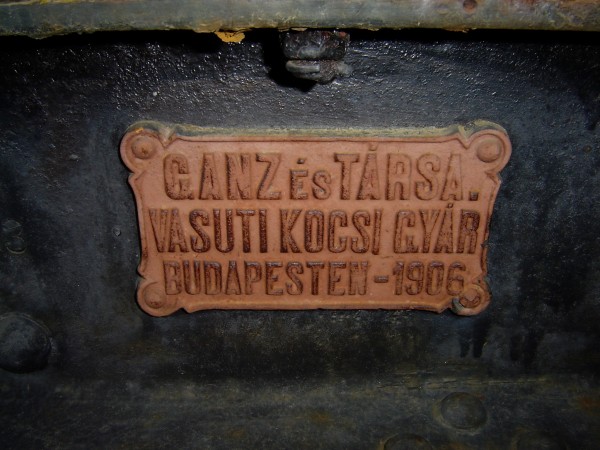 GANZ ÉS TÁRSA.
VASUTI KOCSI GYÁR
BUDAPESTEN - 1906